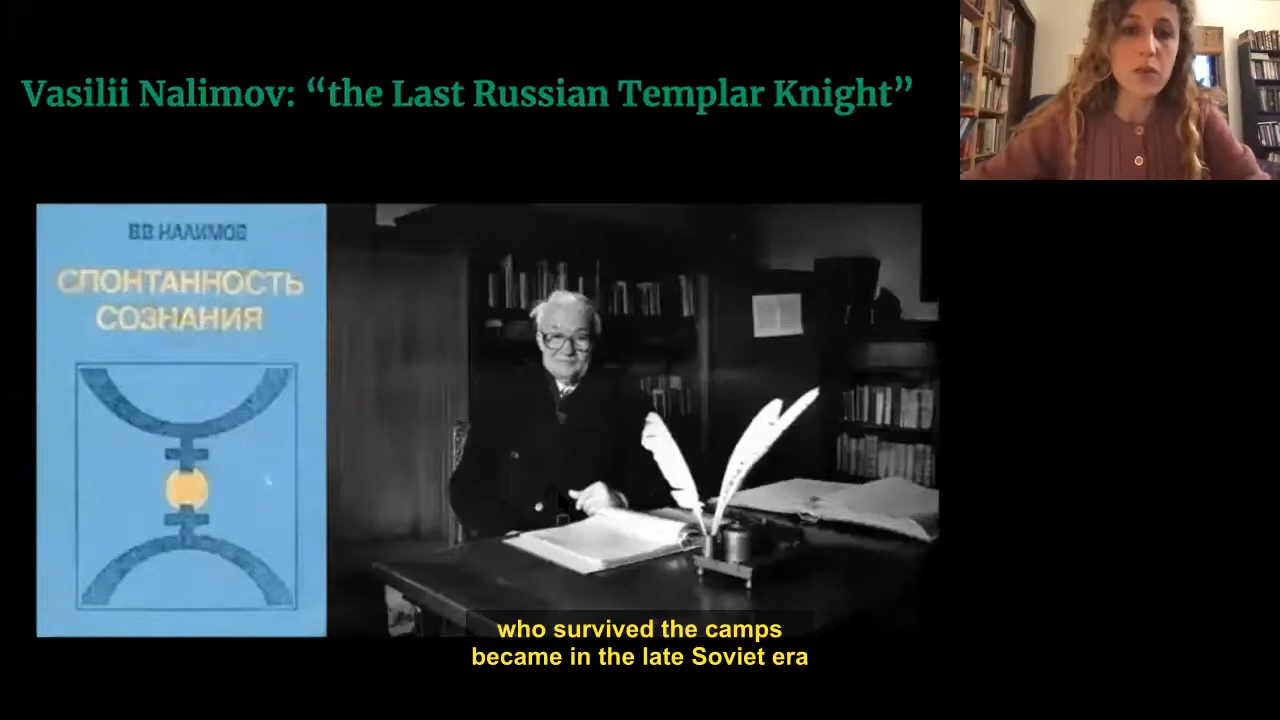 Vasilii Nalimov: “the Last Russian Templar Knight”
В.В. НАЛИМОВ
СПОНТАННОСТЬ
СОЗНАНИЯ
who survived the camps
became in the late Soviet era